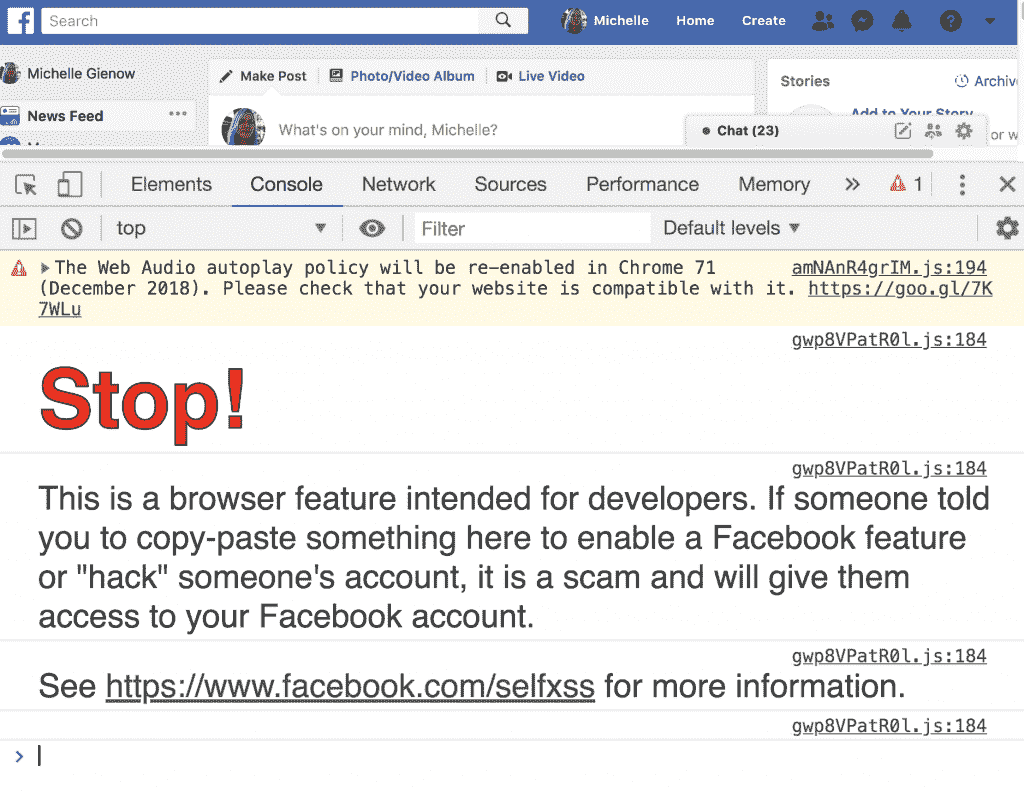 f Search Michelle Home Create
Michelle Gienow Make Post Photo/Video Album Live Video Stories Archiv
News Feed What's on your mind, Michelle? Add to Your Story
Chat (23) or w
Elements Console Network Sources Performance Memory 1
top Filter Default levels
The Web Audio autoplay policy will be re-enabled in Chrome 71 amNAnR4grIM.js:194
(December 2018). Please check that your website is compatible with it. https://goo.gl/7K
7WLu
gwp8VPatR0l.js:184
Stop!
gwp8VPatR0l.js:184
This is a browser feature intended for developers. If someone told
you to copy-paste something here to enable a Facebook feature
or "hack" someone's account, it is a scam and will give them
access to your Facebook account.
gwp8VPatR0l.js:184
See https://www.facebook.com/selfxss for more information.
gwp8VPatR0l.js:184